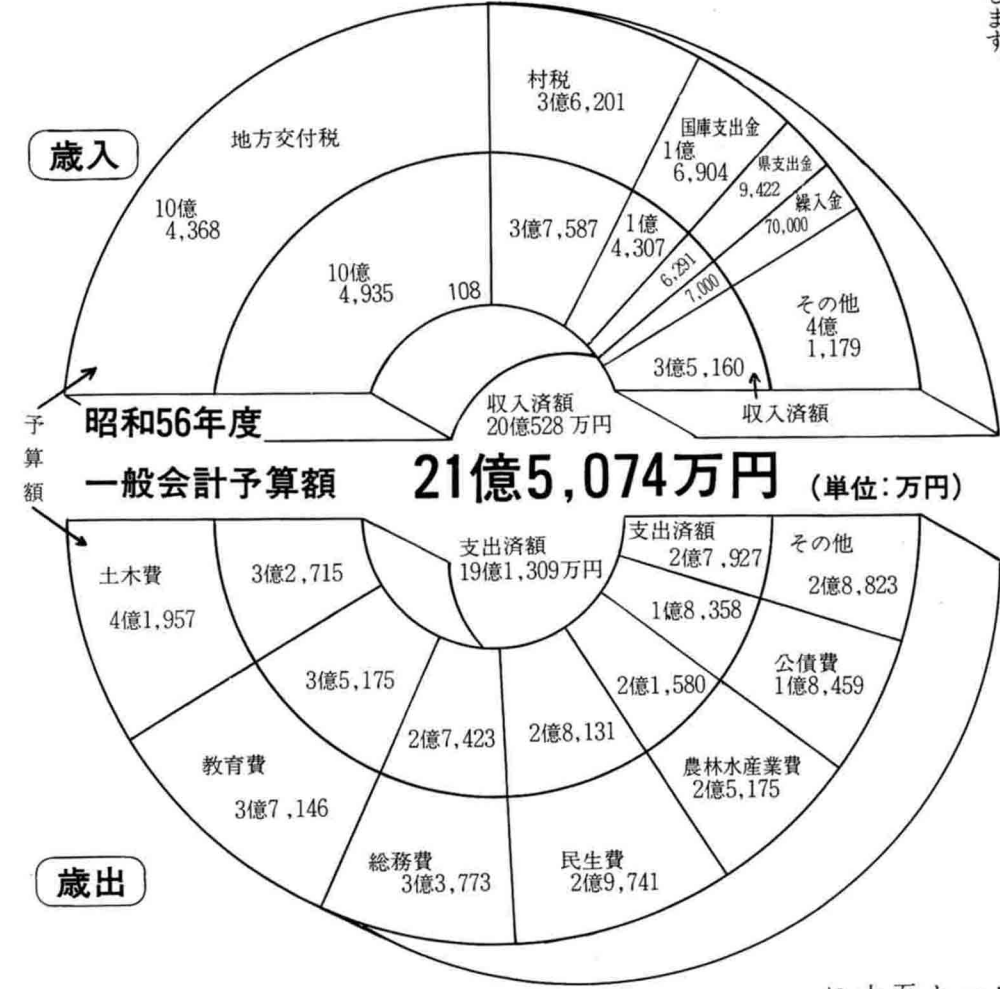 ます
歳入
地方交付税
10億
4,368
村税
3億6,201
国庫支出金
1億
6,904
県支出金
9,422
繰入金
70,000
その他
4億
1,179
10億
4,935
108
3億7,587
1億
4,307
6,291
7,000
3億5,160
収入済額
収入済額
20億528万円
予算額
昭和56年度
一般会計予算額 21億5,074万円 (単位:万円)
支出済額
19億1,309万円
土木費
4億1,957
3億2,715
教育費
3億7,146
3億5,175
総務費
3億3,773
2億7,423
民生費
2億9,741
2億8,131
農林水産業費
2億5,175
2億1,580
公債費
1億8,459
1億8,358
その他
2億8,823
支出済額
2億7,927
歳出